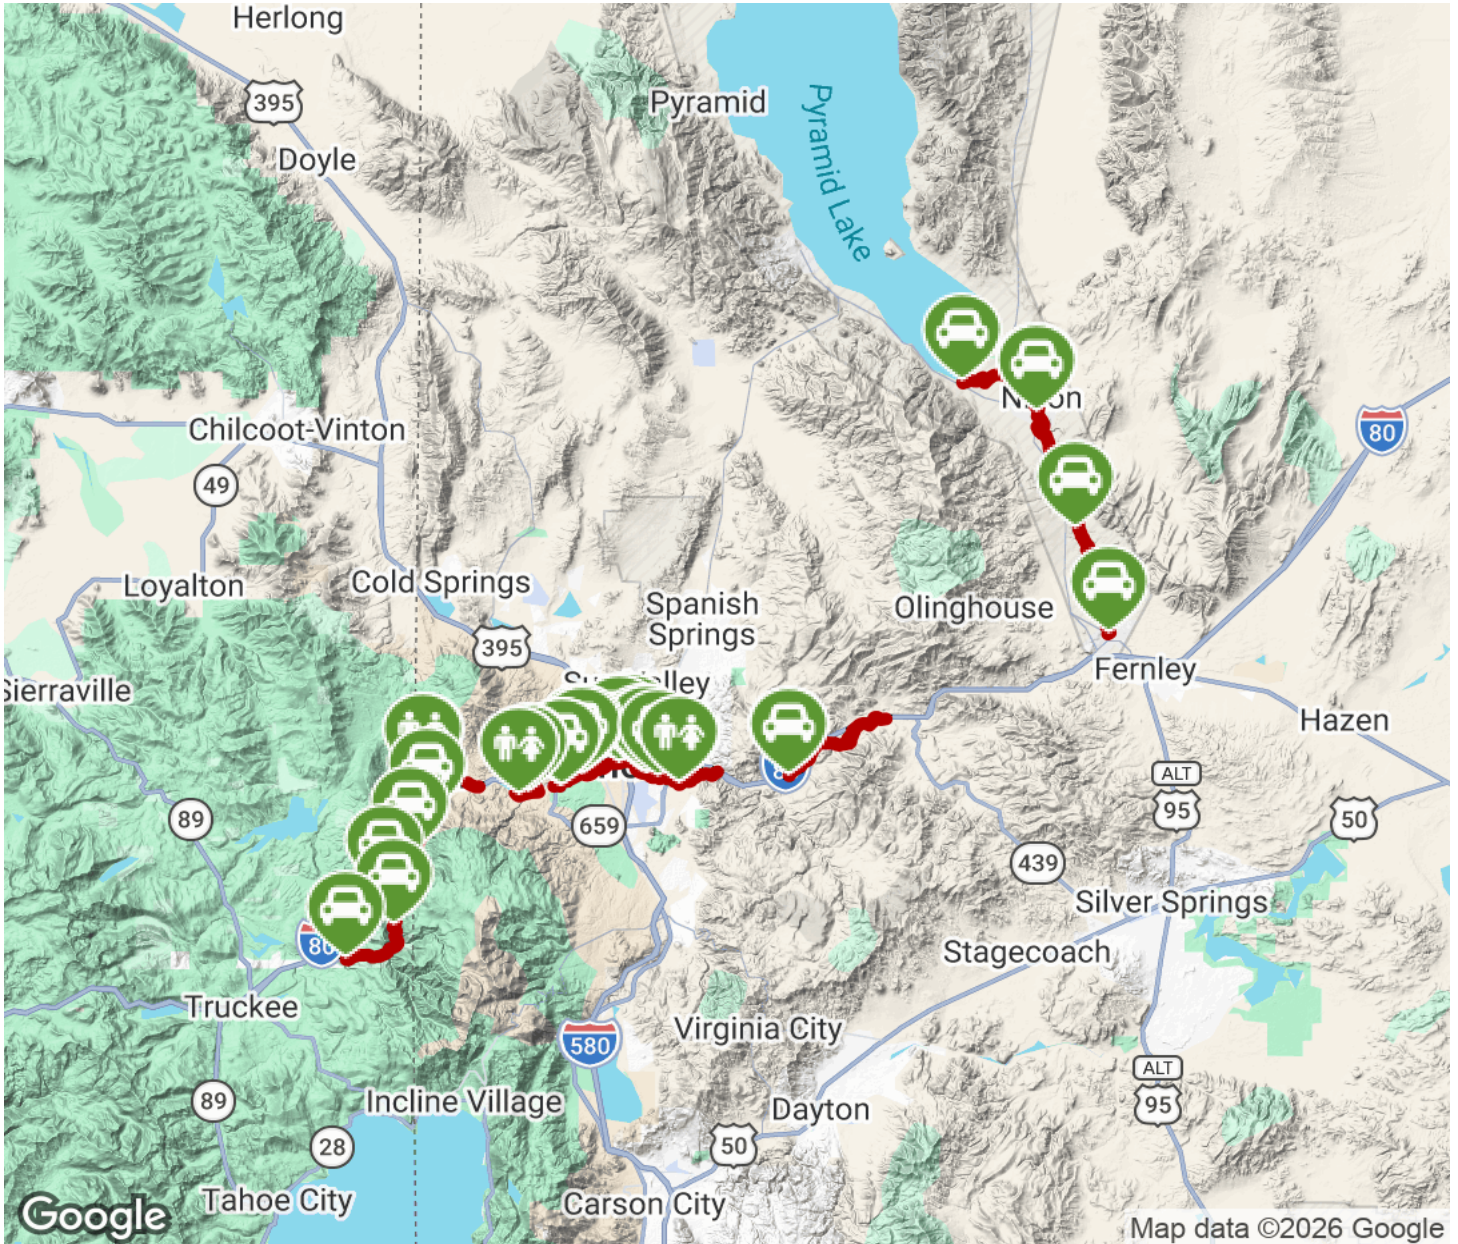 Herlong
395
Pyramid
Pyramid Lake
Doyle
Chilcoot-Vinton
80
49
Loyalton
Cold Springs
Spanish
Springs
Olinghouse
395
Sierraville
Fernley
Hazen
ALT
95
50
89
659
439
Silver Springs
80
Stagecoach
Truckee
Virginia City
580
ALT
95
89
Incline Village
Dayton
28
50
Tahoe City
Carson City
Google
Map data ©2026 Google